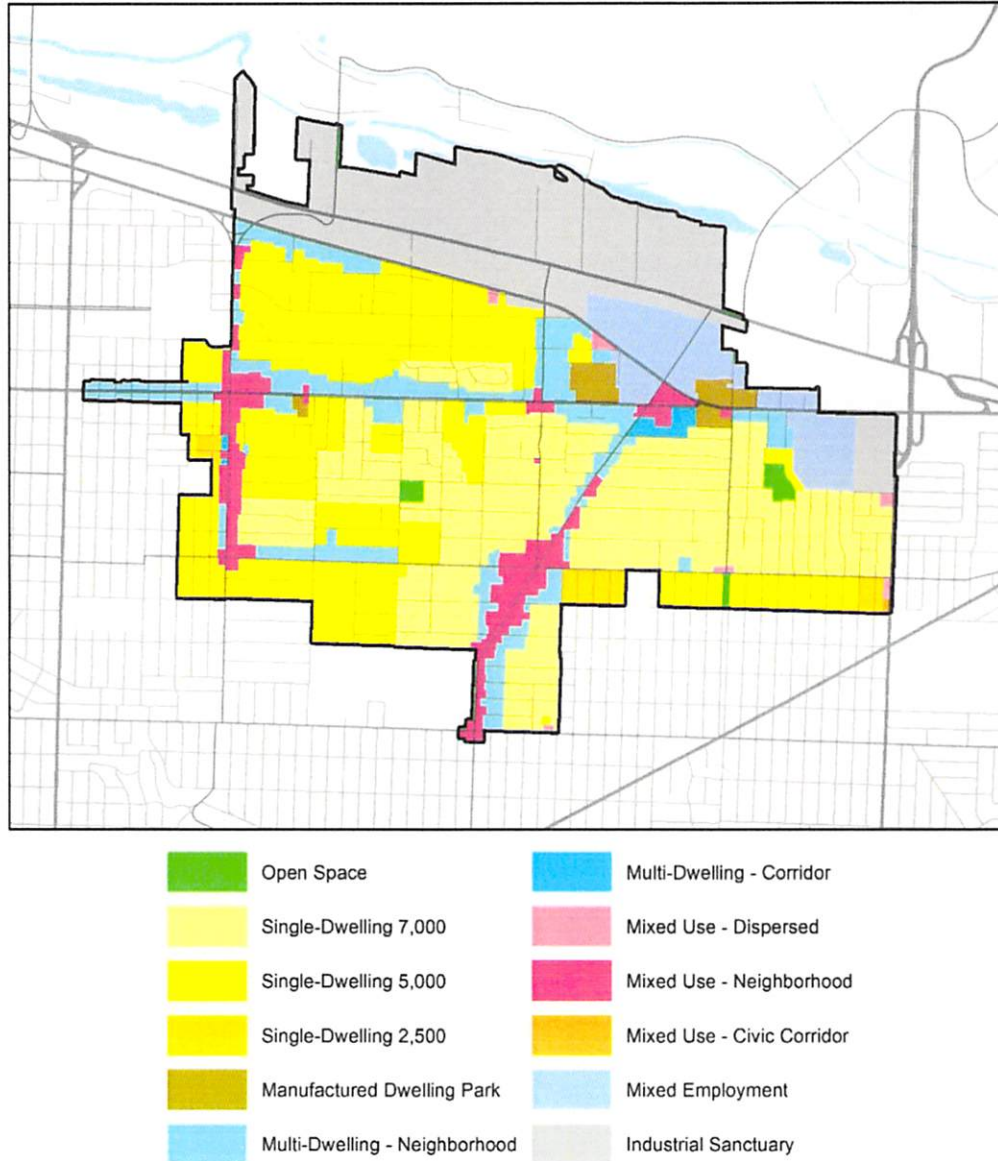 Open Space
Single-Dwelling 7,000
Single-Dwelling 5,000
Single-Dwelling 2,500
Manufactured Dwelling Park
Multi-Dwelling - Neighborhood
Multi-Dwelling - Corridor
Mixed Use - Dispersed
Mixed Use - Neighborhood
Mixed Use - Civic Corridor
Mixed Employment
Industrial Sanctuary